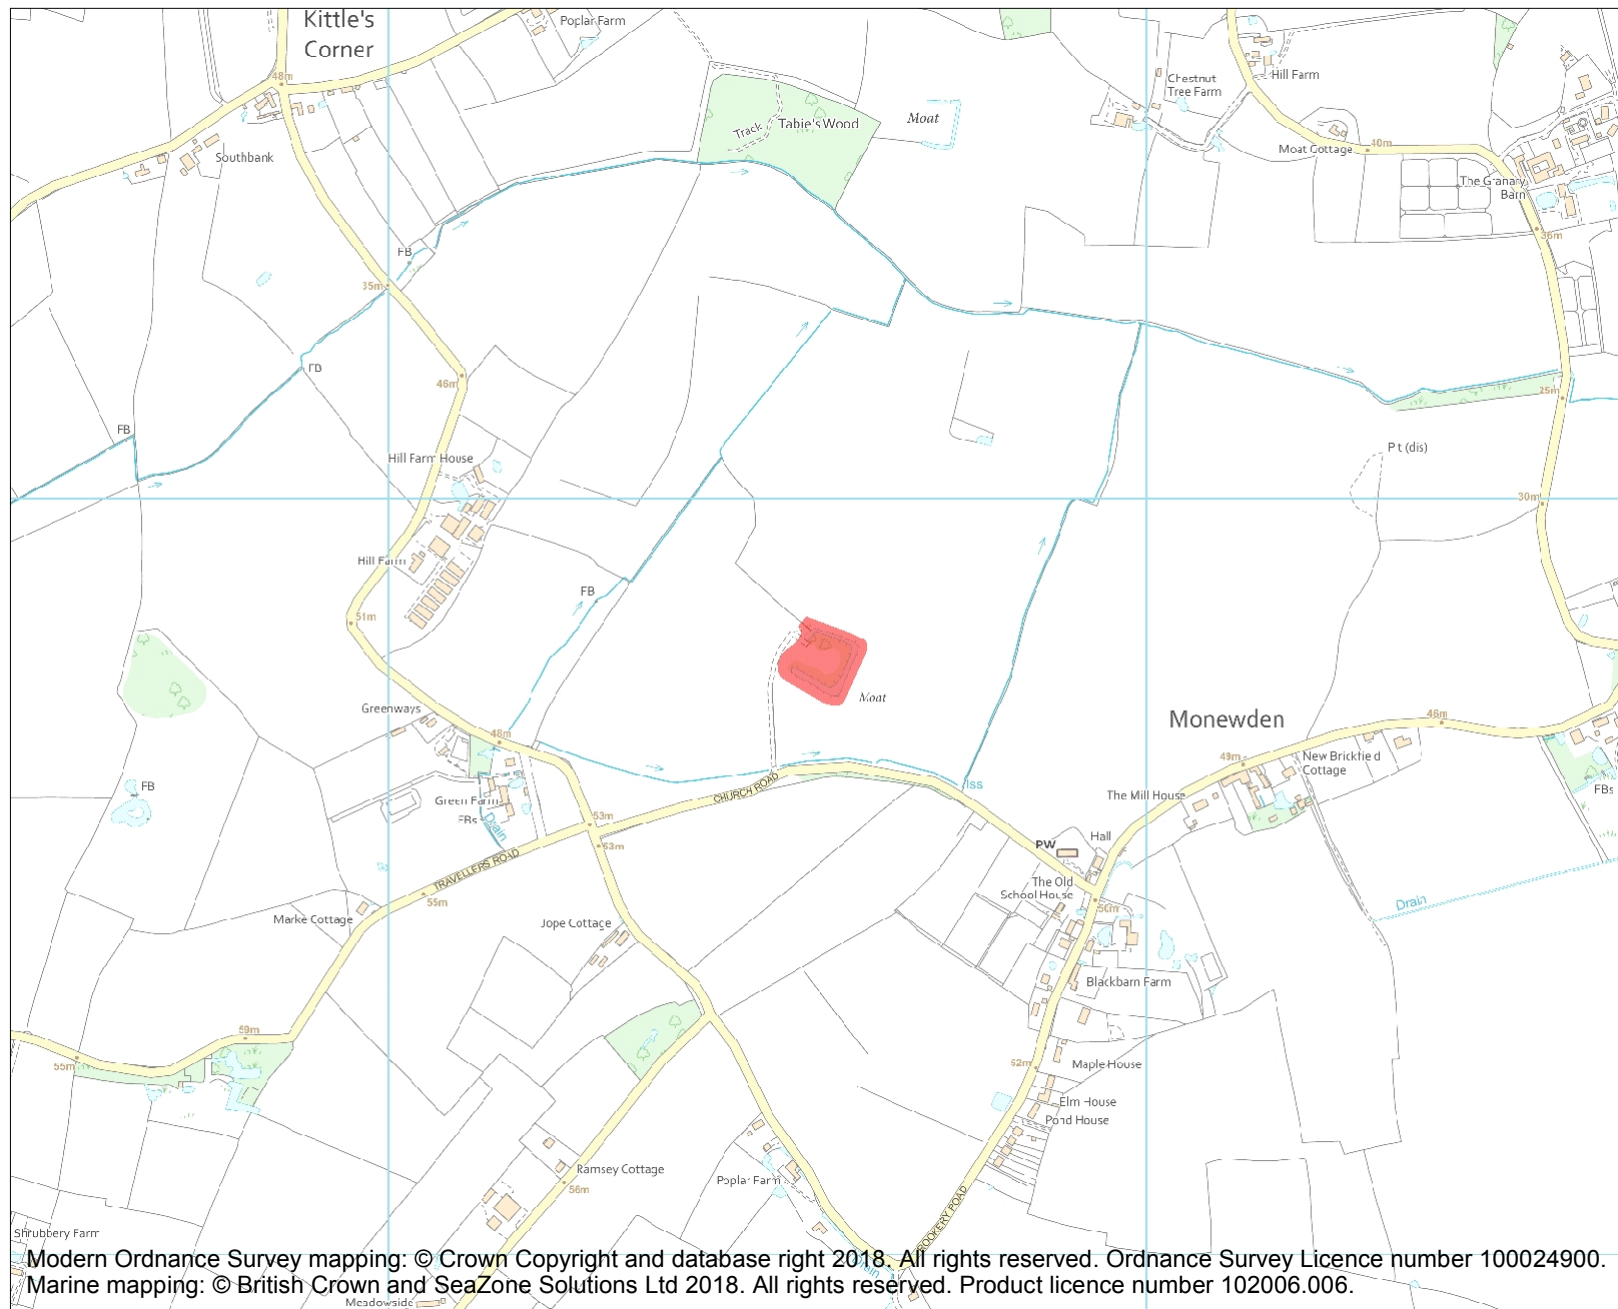 Kittle's
Corner
Poplar Farm
48m
Southbank
Track
Tabie's Wood
Moat
Chestnut
Tree Farm
Hill Farm
Moat Cottage
40m
The Granary
Barn
36m
FB
35m
FB
46m
FB
Hill Farm House
25m
P t (dis)
30m
Hill Farm
FB
51m
Moat
Greenways
48m
Monewden
46m
49m
New Brickfie d
Cottage
The Mill House
FB
Green Farm
FBs
Drain
CHURCH ROAD
Iss
53m
53m
FBs
TRAVELLERS ROAD
PW
Hall
The Old
School House
50m
Drain
55m
Marke Cottage
Jope Cottage
Blackbarn Farm
59m
55m
52m
Maple House
Elm House
Pond House
Ramsey Cottage
56m
Poplar Farm
ROOKERY ROAD
Shrubbery Farm
Drain
Modern Ordnance Survey mapping: © Crown Copyright and database right 2018. All rights reserved. Ordnance Survey Licence number 100024900.
Marine mapping: © British Crown and SeaZone Solutions Ltd 2018. All rights reserved. Product licence number 102006.006.
Meadowside